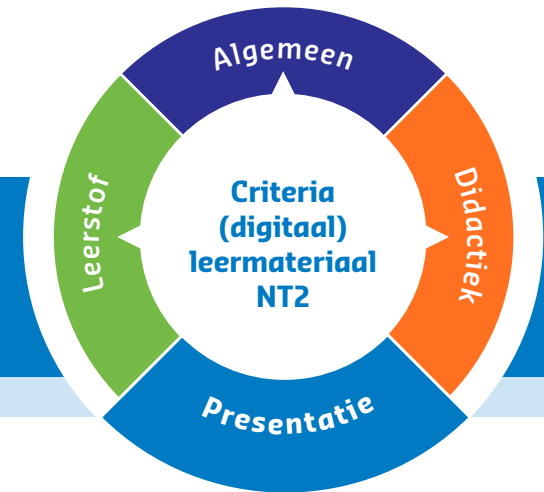 Algemeen
Leerstof
Didactiek
Criteria
(digitaal)
leermateriaal
NT2
Presentatie